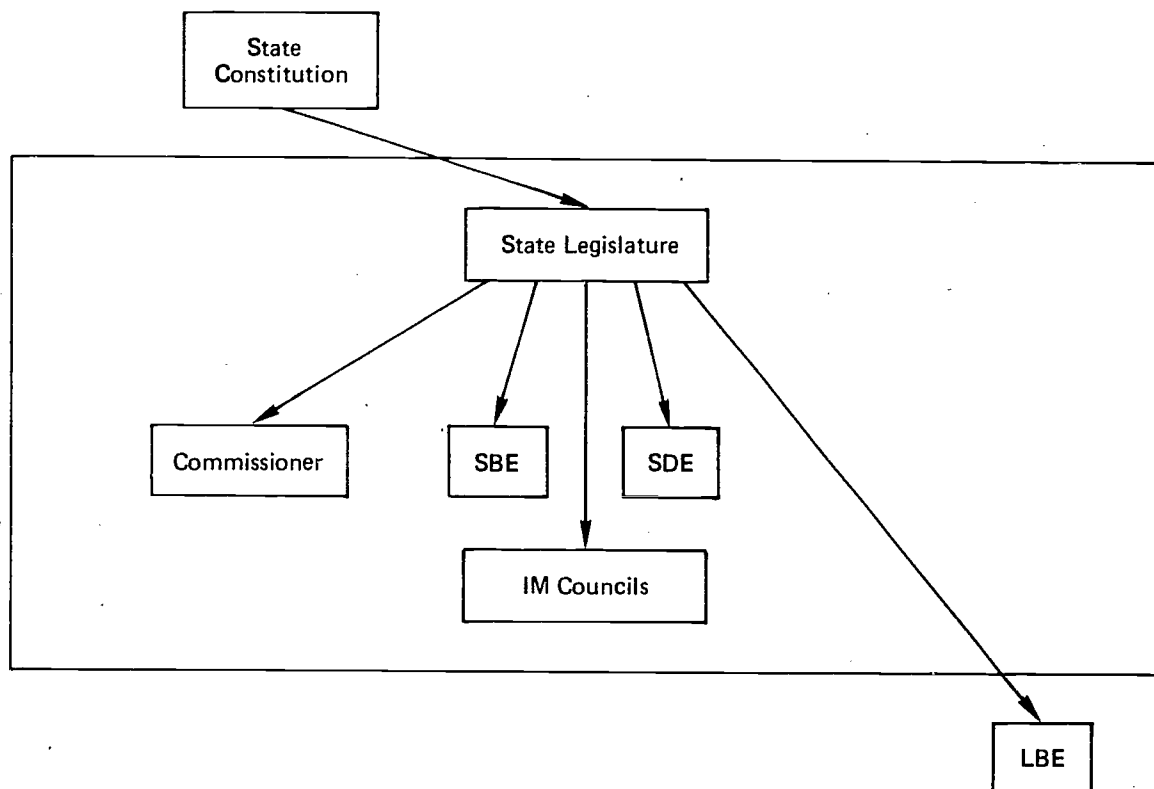 State
Constitution
State Legislature
Commissioner
SBE
SDE
IM Councils
LBE